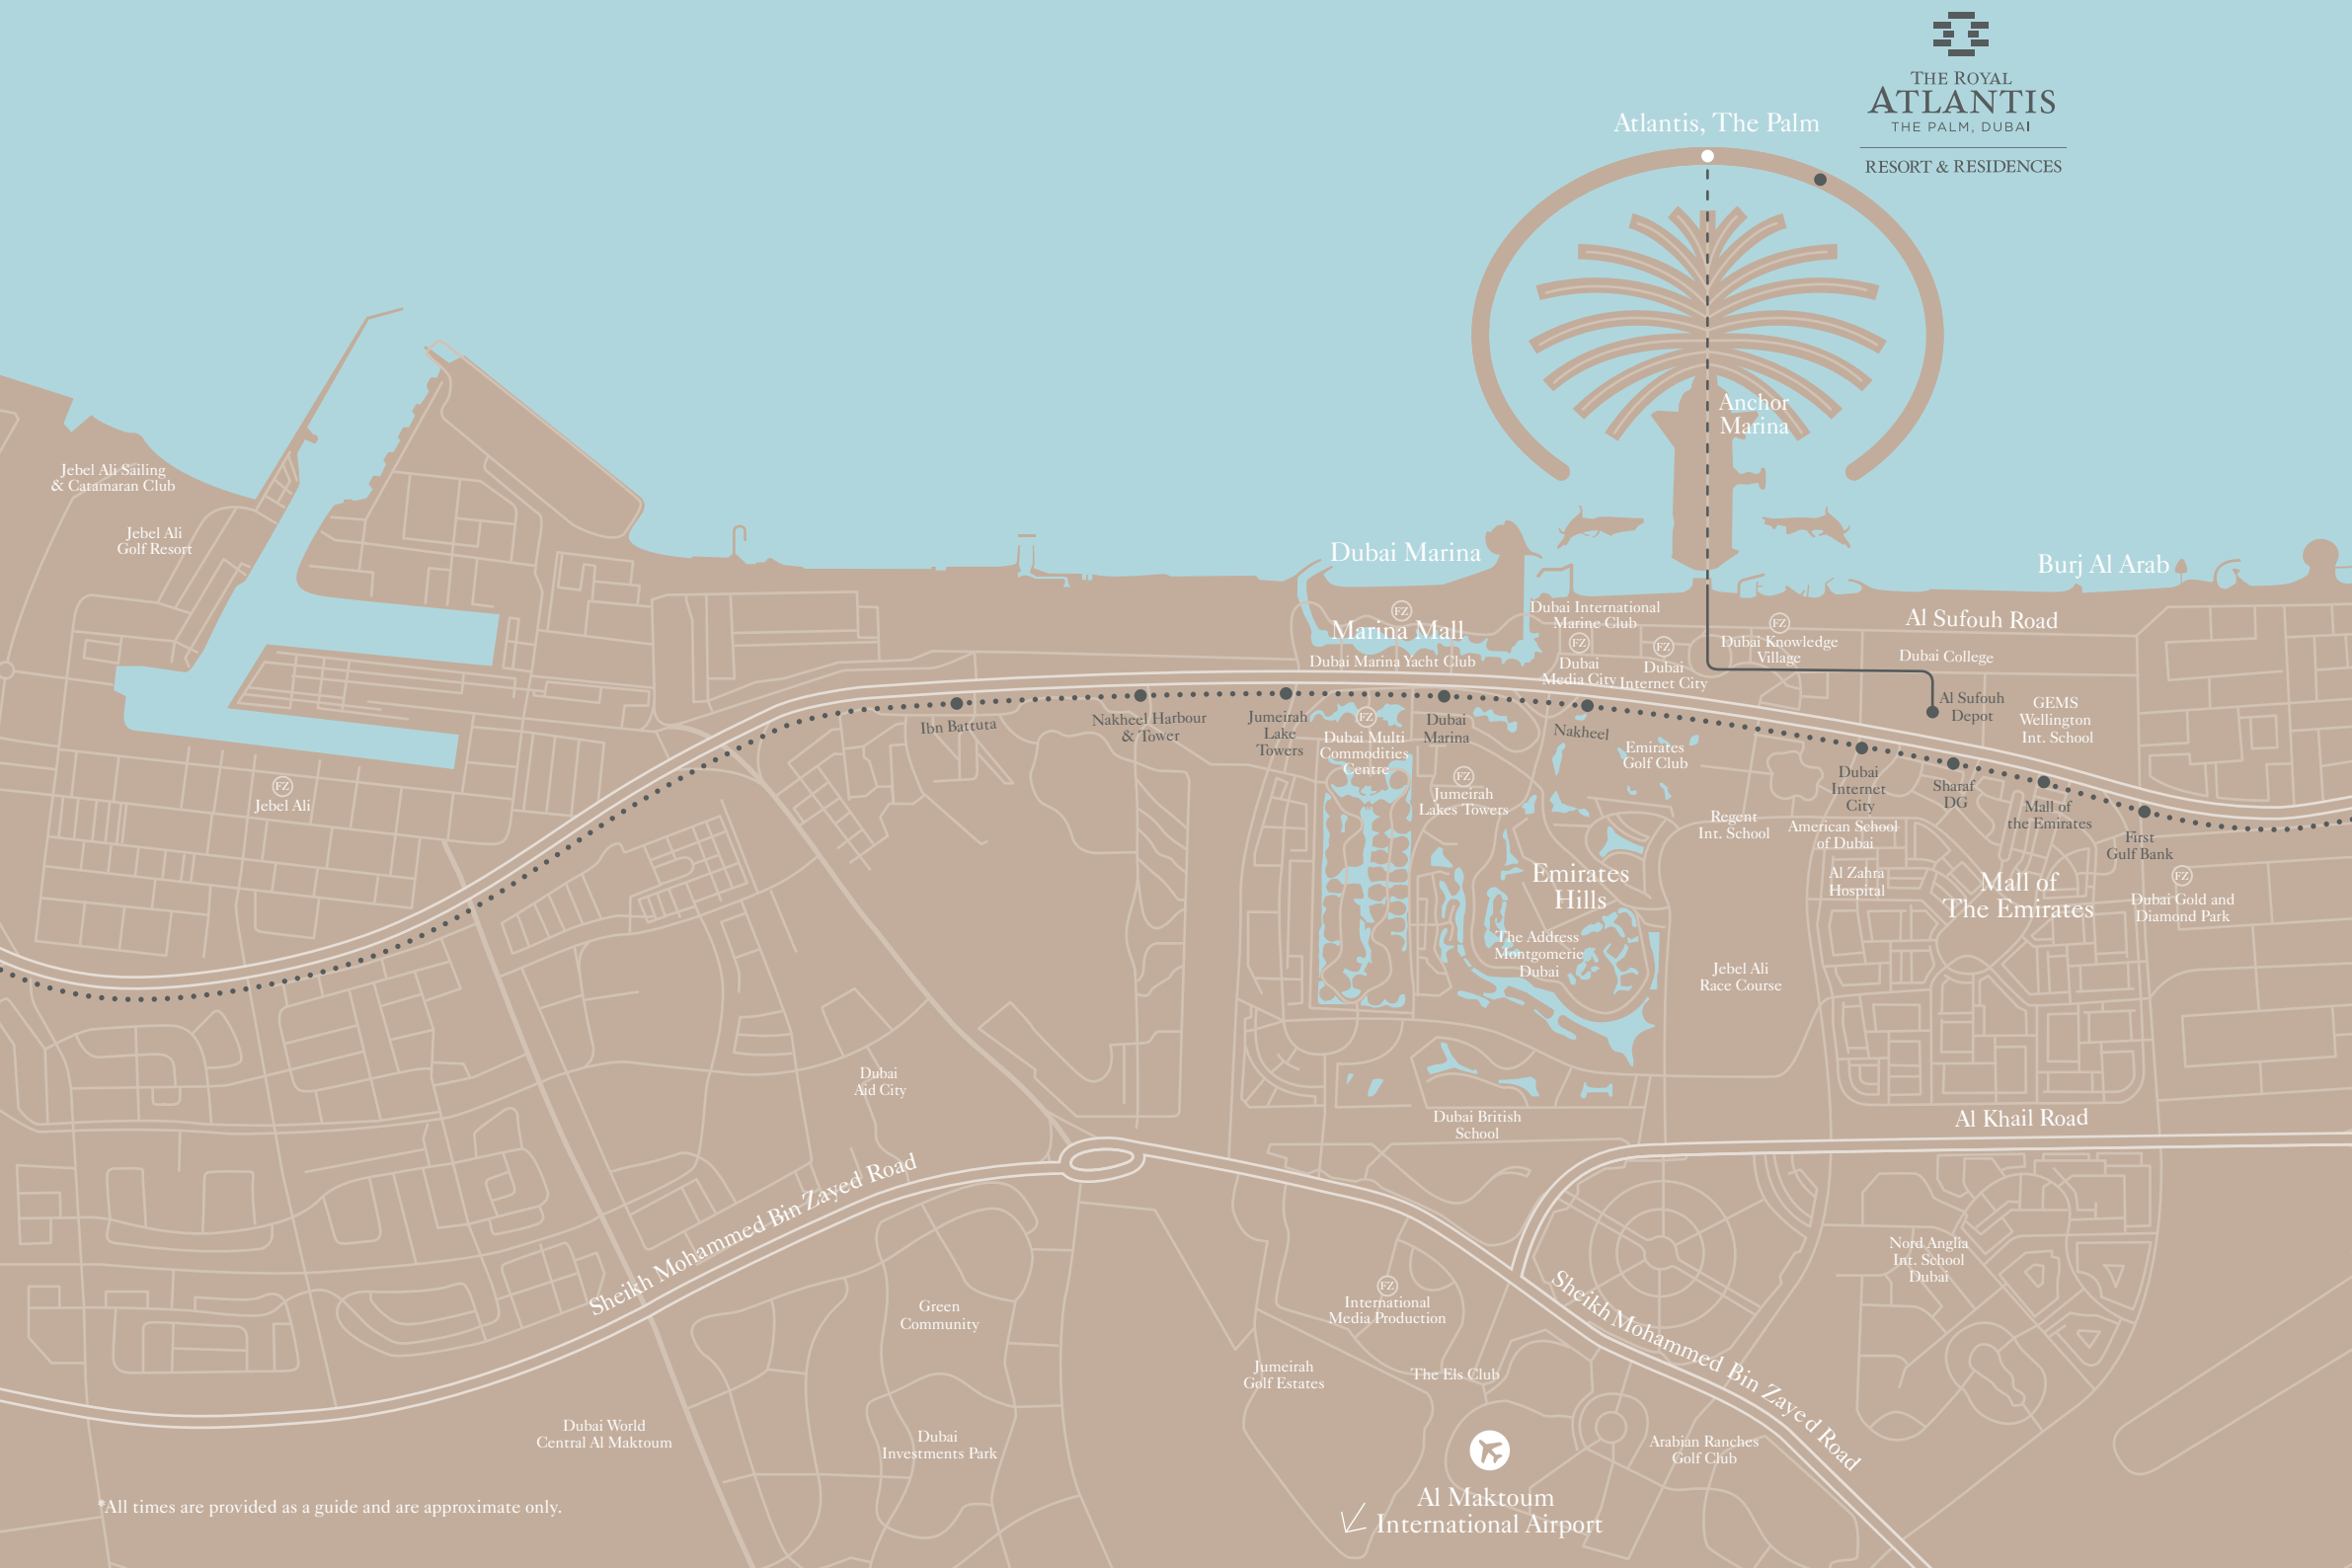 THE ROYAL
ATLANTIS
THE PALM, DUBAI
RESORT & RESIDENCES
Atlantis, The Palm
Anchor
Marina
Jebel Ali Sailing
& Catamaran Club
Jebel Ali
Golf Resort
Dubai Marina
Burj Al Arab
FZ
Marina Mall
Dubai Marina Yacht Club
Dubai International
Marine Club
FZ
Dubai
Media City
FZ
Dubai
Internet City
FZ
Dubai Knowledge
Village
Al Sufouh Road
Dubai College
Al Sufouh
Depot
GEMS
Wellington
Int. School
Ibn Battuta
Nakheel Harbour
& Tower
Jumeirah
Lake
Towers
FZ
Dubai Multi
Commodities
Centre
Dubai
Marina
Nakheel
Emirates
Golf Club
FZ
Jumeirah
Lakes Towers
Dubai
Internet
City
Sharaf
DG
Mall of
the Emirates
First
Gulf Bank
FZ
Jebel Ali
Regent
Int. School
American School
of Dubai
Al Zahra
Hospital
Emirates
Hills
Mall of
The Emirates
FZ
Dubai Gold and
Diamond Park
The Address
Montgomerie
Dubai
Jebel Ali
Race Course
Dubai
Aid City
Dubai British
School
Al Khail Road
Sheikh Mohammed Bin Zayed Road
Nord Anglia
Int. School
Dubai
Green
Community
FZ
International
Media Production
Sheikh Mohammed Bin Zayed Road
Jumeirah
Golf Estates
The Els Club
Dubai World
Central Al Maktoum
Dubai
Investments Park
Arabian Ranches
Golf Club
Al Maktoum
International Airport
*All times are provided as a guide and are approximate only.